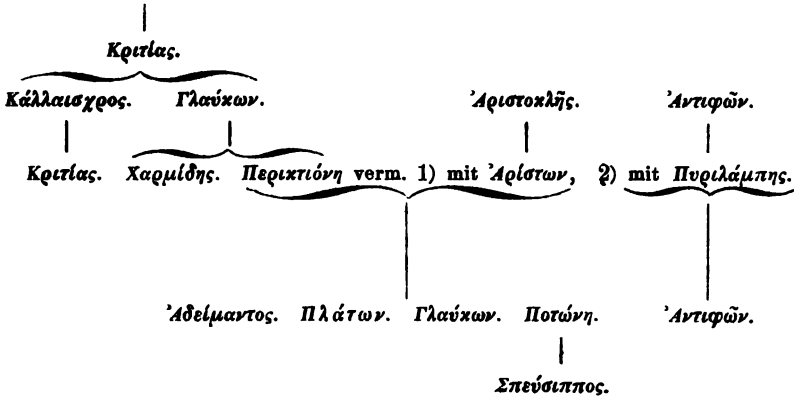 Κριτίας.
Κάλλαισχρος. Γλαύκων. Ἀριστοκλῆς. Ἀντιφῶν.
Κριτίας. Χαρμίδης. Περικτιόνη verm. 1) mit Ἀρίστων, 2) mit Πυριλάμπης.
Ἀδείμαντος. Πλάτων. Γλαύκων. Ποτώνη. Ἀντιφῶν.
Σπεύσιππος.